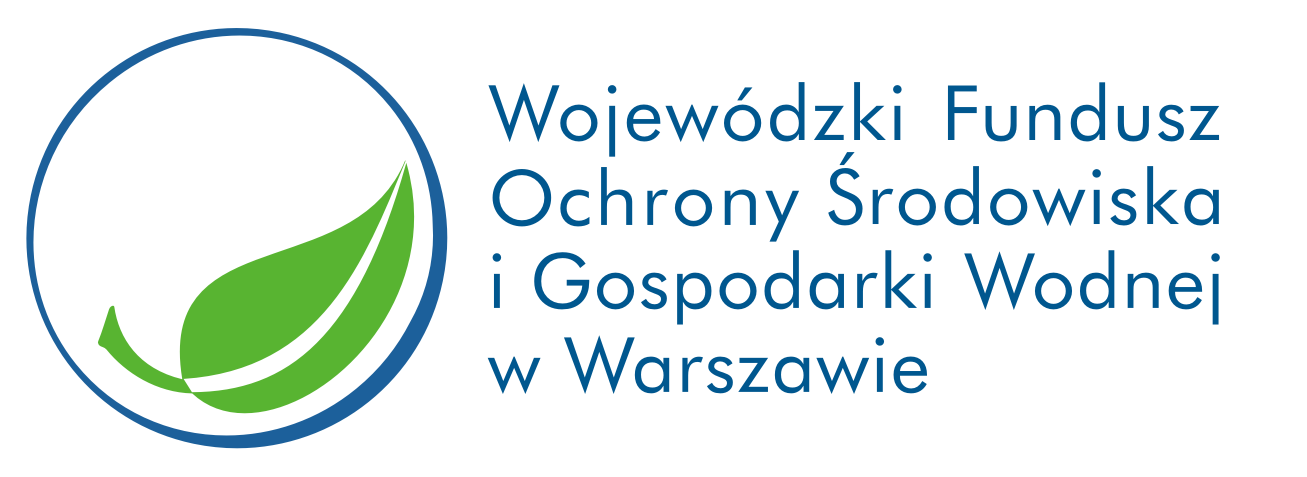 Wojewódzki Fundusz
Ochrony Środowiska
i Gospodarki Wodnej
w Warszawie